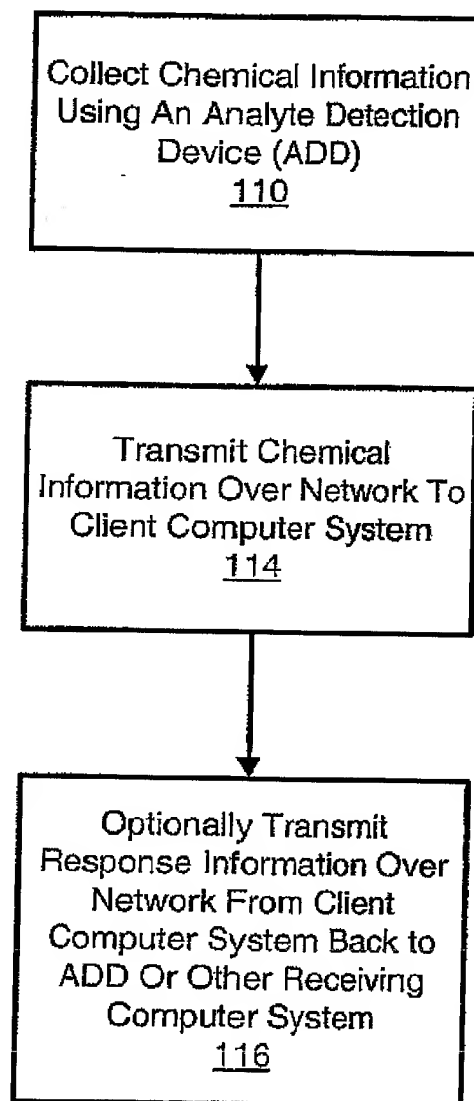 Collect Chemical Information
Using An Analyte Detection
Device (ADD)
110
Transmit Chemical
Information Over Network To
Client Computer System
114
Optionally Transmit
Response Information Over
Network From Client
Computer System Back to
ADD Or Other Receiving
Computer System
116